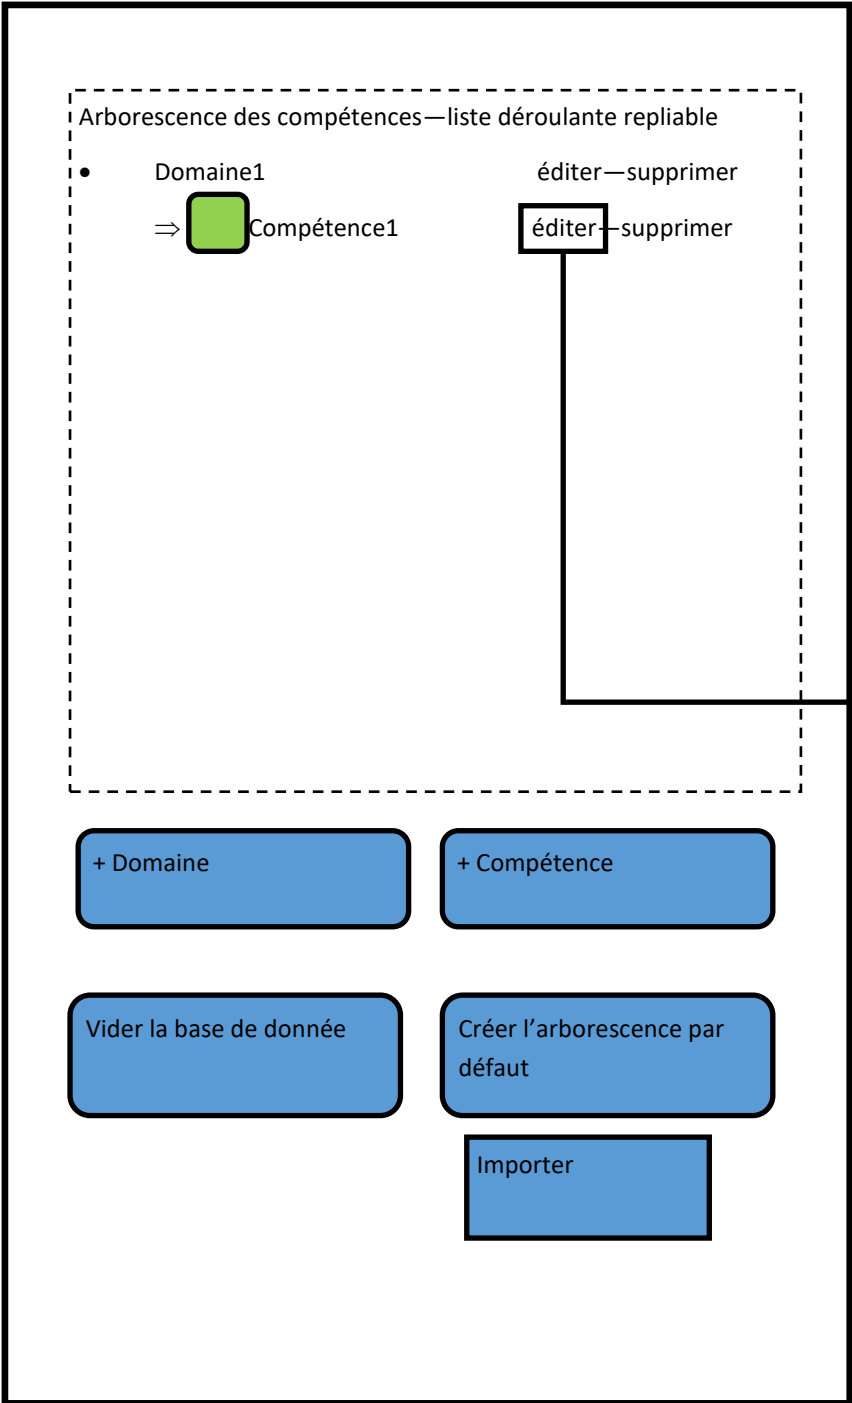 Arborescence des compétences—liste déroulante repliable
• Domaine1 éditer—supprimer
⇒ Compétence1 éditer—supprimer
+ Domaine
+ Compétence
Vider la base de donnée
Créer l’arborescence par
défaut
Importer